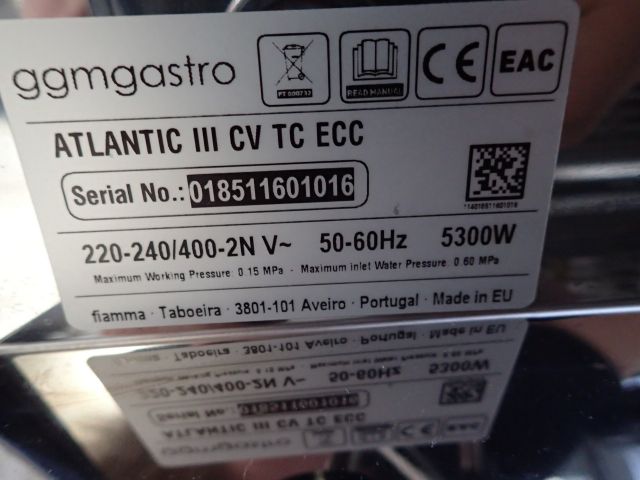 ggmgastro
PT 000732
READ MANUAL
CE
EAC
ATLANTIC III CV TC ECC
Serial No.: 018511601016
114018511601016
220-240/400-2N V~ 50-60Hz 5300W
Maximum Working Pressure: 0.15 MPa - Maximum inlet Water Pressure: 0.60 MPa
fiamma · Taboeira · 3801-101 Aveiro · Portugal · Made in EU